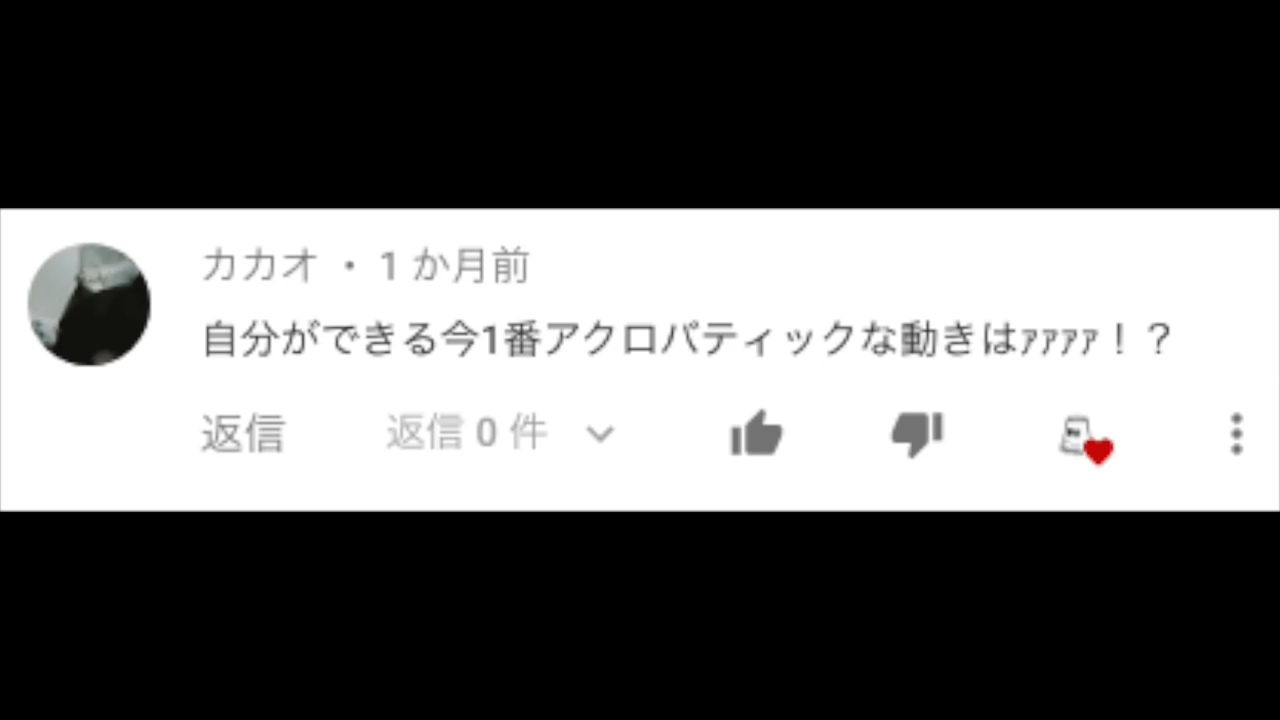 カカオ ・ 1 か月前
自分ができる今1番アクロバティックな動きはｧｧｧｧ！？
返信 返信 0 件